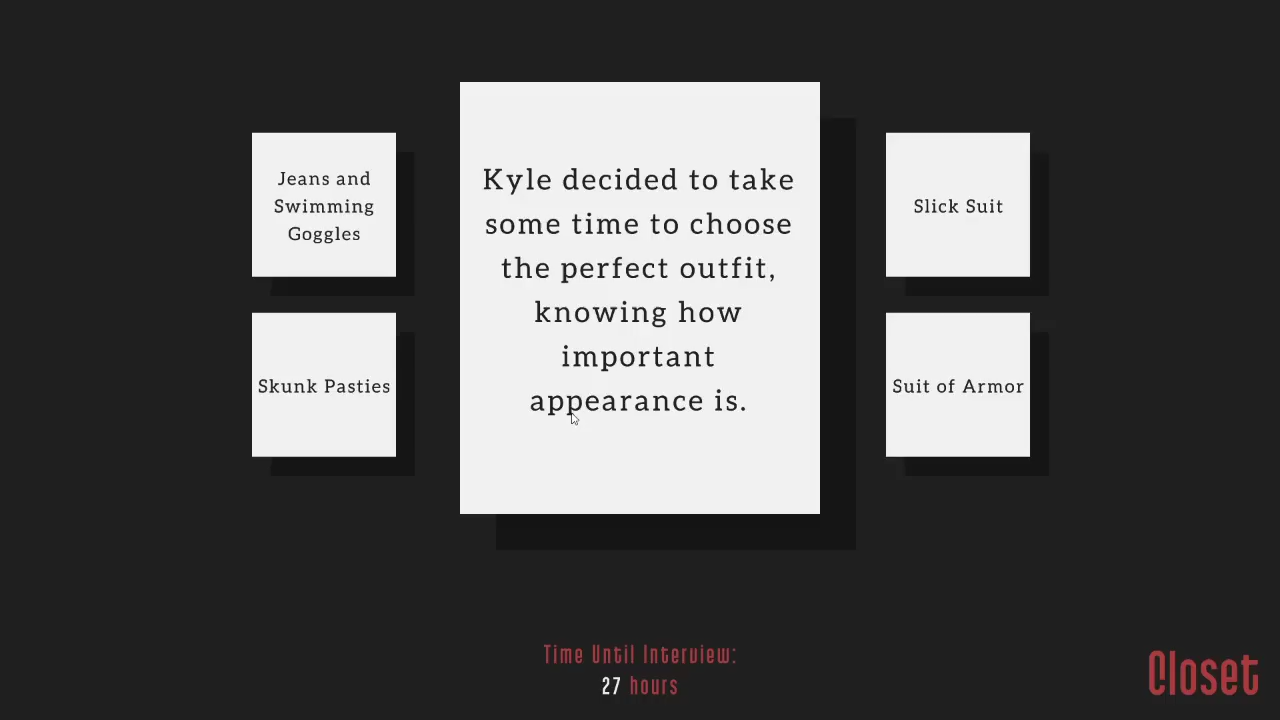 Jeans and
Swimming
Goggles
Skunk Pasties
Kyle decided to take
some time to choose
the perfect outfit,
knowing how
important
appearance is.
Slick Suit
Suit of Armor
Time Until Interview:
27 hours
Closet